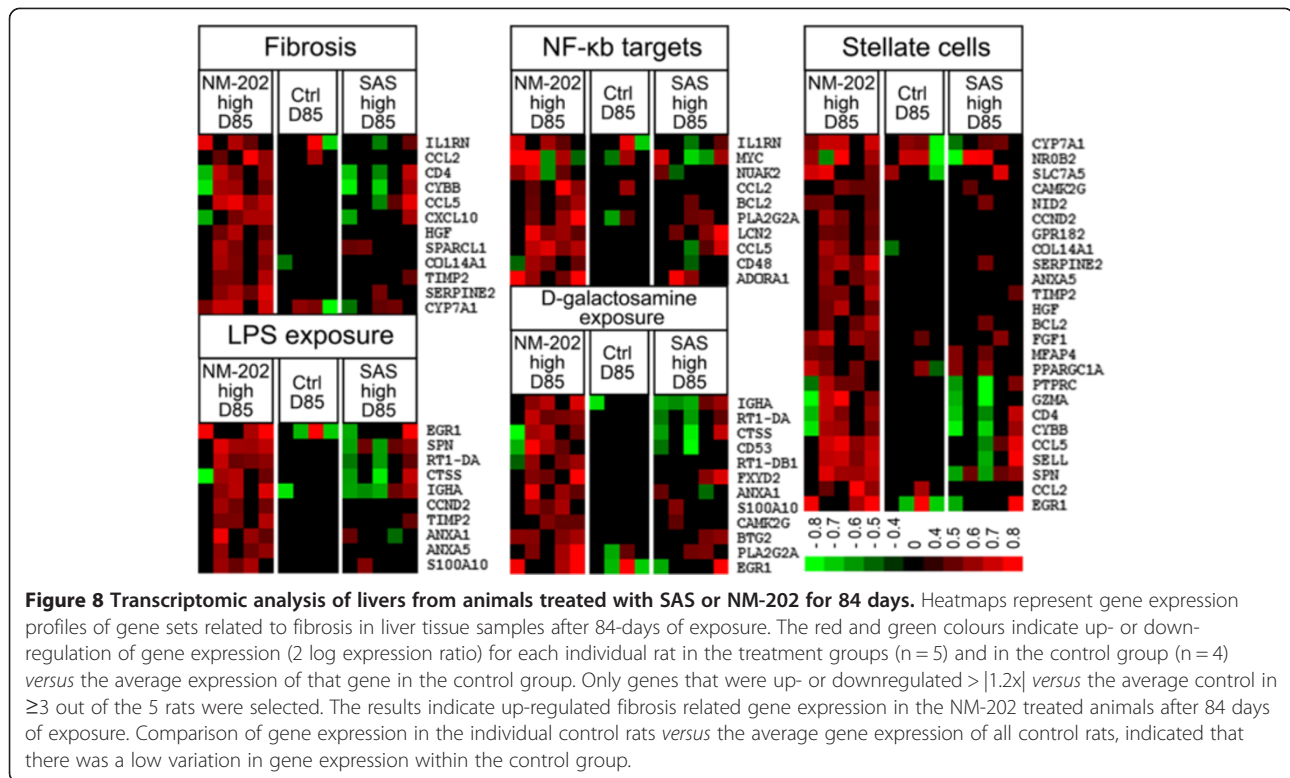 Fibrosis
NM-202 high D85
Ctrl D85
SAS high D85
IL1RN
CCL2
CD4
CYBB
CCL5
CXCL10
HGF
SPARCL1
COL14A1
TIMP2
SERPINE2
CYP7A1
LPS exposure
NM-202 high D85
Ctrl D85
SAS high D85
EGR1
SPN
RT1-DA
CTSS
IGHA
CCND2
TIMP2
ANXA1
ANXA5
S100A10
NF-κb targets
NM-202 high D85
Ctrl D85
SAS high D85
IL1RN
MYC
NUAK2
CCL2
BCL2
PLA2G2A
LCN2
CCL5
CD48
ADORA1
D-galactosamine exposure
NM-202 high D85
Ctrl D85
SAS high D85
IGHA
RT1-DA
CTSS
CD53
RT1-DB1
FXYD2
ANXA1
S100A10
CAMK2G
BTG2
PLA2G2A
EGR1
Stellate cells
NM-202 high D85
Ctrl D85
SAS high D85
CYP7A1
NR0B2
SLC7A5
CAMK2G
NID2
CCND2
GPR182
COL14A1
SERPINE2
ANXA5
TIMP2
HGF
BCL2
FGF1
MFAP4
PPARGC1A
PTPRC
GZMA
CD4
CYBB
CCL5
SELL
SPN
CCL2
EGR1
- 0.8
- 0.7
- 0.6
- 0.5
- 0.4
0
0.4
0.5
0.6
0.7
0.8
Figure 8 Transcriptomic analysis of livers from animals treated with SAS or NM-202 for 84 days. Heatmaps represent gene expression
profiles of gene sets related to fibrosis in liver tissue samples after 84-days of exposure. The red and green colours indicate up- or down-
regulation of gene expression (2 log expression ratio) for each individual rat in the treatment groups (n = 5) and in the control group (n = 4)
versus the average expression of that gene in the control group. Only genes that were up- or downregulated > |1.2x| versus the average control in
≥3 out of the 5 rats were selected. The results indicate up-regulated fibrosis related gene expression in the NM-202 treated animals after 84 days
of exposure. Comparison of gene expression in the individual control rats versus the average gene expression of all control rats, indicated that
there was a low variation in gene expression within the control group.